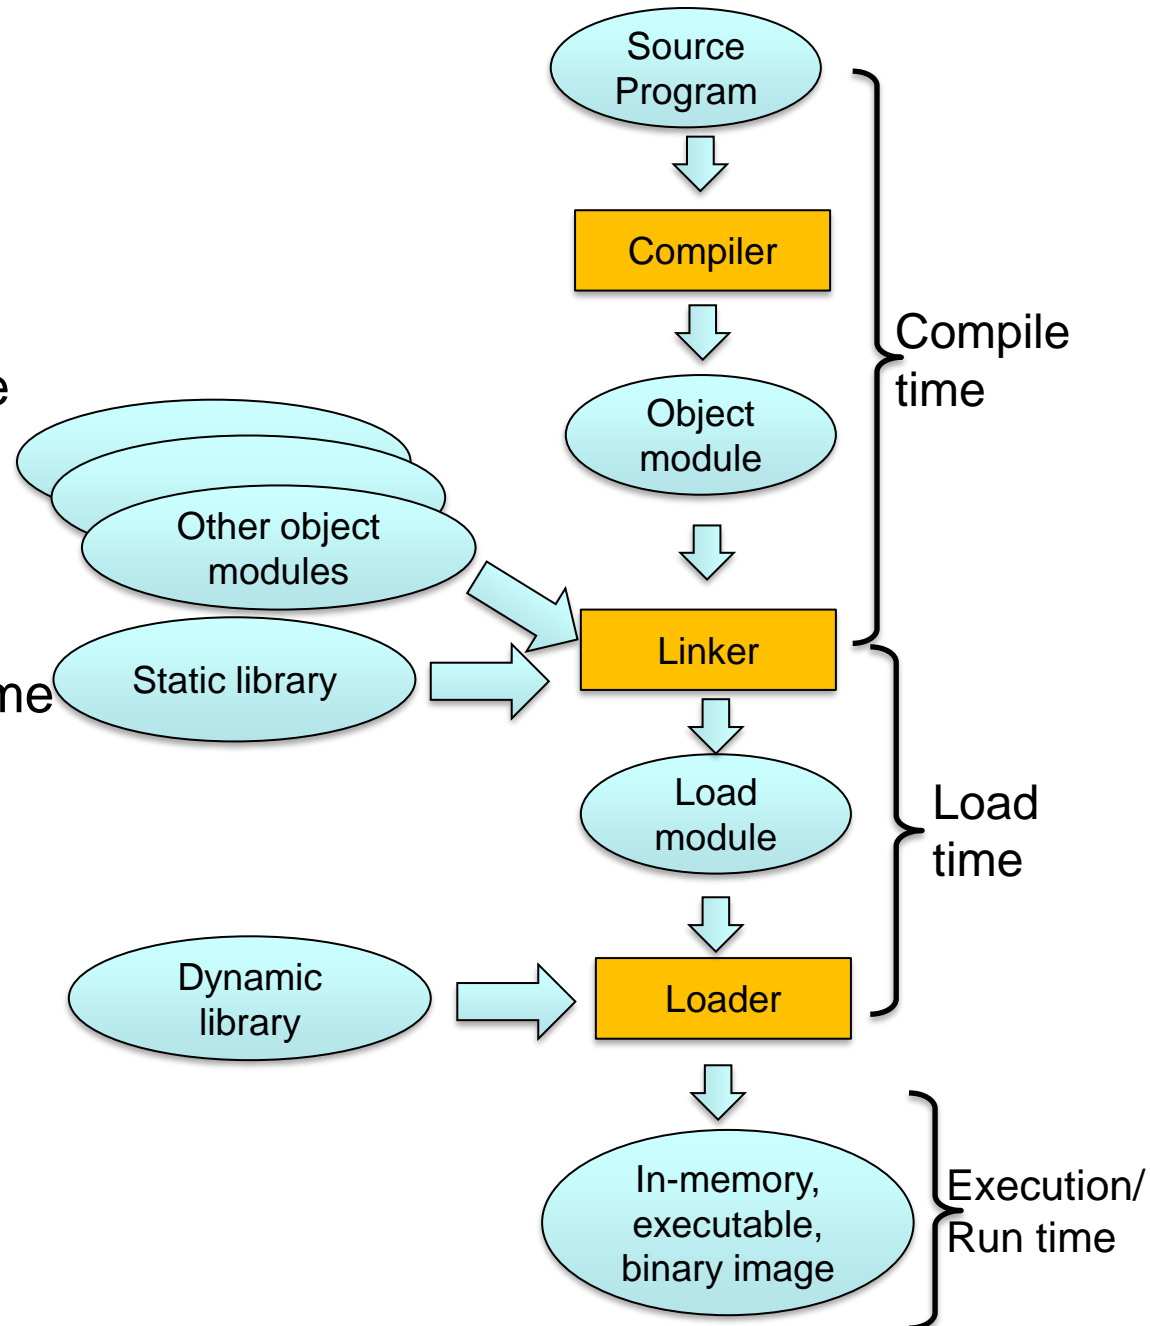 Source
Program
Compiler
Compile
time
e
Object
module
Other object
modules
Linker
Static library
me
Load
module
Load
time
Dynamic
library
Loader
In-memory,
executable,
binary image
Execution/
Run time